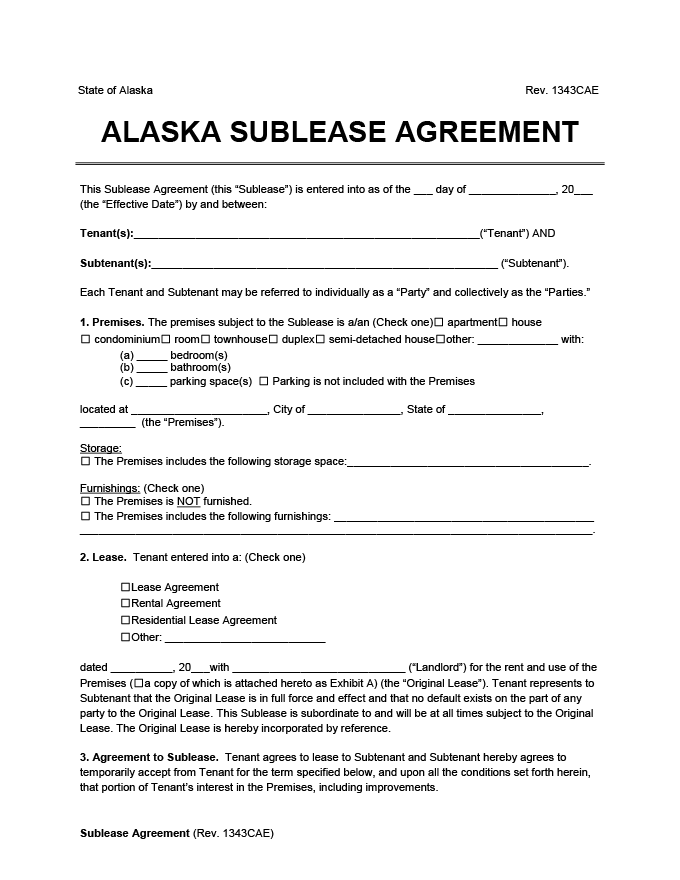 State of Alaska Rev. 1343CAE
ALASKA SUBLEASE AGREEMENT
This Sublease Agreement (this “Sublease”) is entered into as of the ___ day of ______________, 20___
(the “Effective Date”) by and between:
Tenant(s):________________________________________________________(“Tenant”) AND
Subtenant(s):________________________________________________________ (“Subtenant”).
Each Tenant and Subtenant may be referred to individually as a “Party” and collectively as the “Parties.”
1. Premises. The premises subject to the Sublease is a/an (Check one)☐ apartment☐ house
☐ condominium☐ room☐ townhouse☐ duplex☐ semi-detached house☐other: _____________ with:
(a) _____ bedroom(s)
(b) _____ bathroom(s)
(c) _____ parking space(s) ☐ Parking is not included with the Premises
located at ______________________, City of _______________, State of _______________,
_________ (the “Premises”).
Storage:
☐ The Premises includes the following storage space:_______________________________________.
Furnishings: (Check one)
☐ The Premises is NOT furnished.
☐ The Premises includes the following furnishings: __________________________________________
___________________________________________________________________________________.
2. Lease. Tenant entered into a: (Check one)
☐Lease Agreement
☐Rental Agreement
☐Residential Lease Agreement
☐Other: __________________________
dated __________, 20___with ____________________________ (“Landlord”) for the rent and use of the
Premises (☐a copy of which is attached hereto as Exhibit A) (the “Original Lease”). Tenant represents to
Subtenant that the Original Lease is in full force and effect and that no default exists on the part of any
party to the Original Lease. This Sublease is subordinate to and will be at all times subject to the Original
Lease. The Original Lease is hereby incorporated by reference.
3. Agreement to Sublease. Tenant agrees to lease to Subtenant and Subtenant hereby agrees to
temporarily accept from Tenant for the term specified below, and upon all the conditions set forth herein,
that portion of Tenant’s interest in the Premises, including improvements.
Sublease Agreement (Rev. 1343CAE)